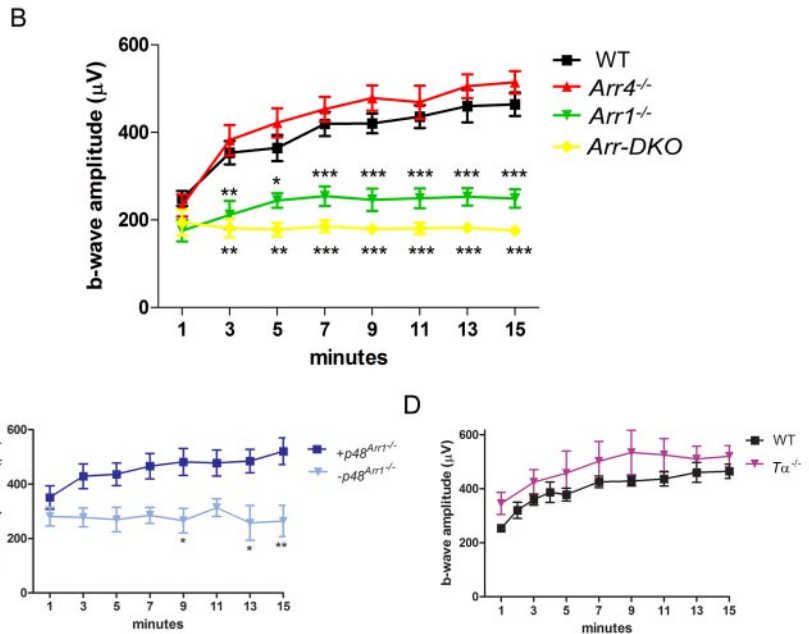 B
b-wave amplitude (μV)
600
400
200
0
WT
Arr4-/-
Arr1-/-
Arr-DKO
** * *** *** *** *** ***
** ** *** *** *** *** ***
1 3 5 7 9 11 13 15
minutes
600
400
200
0
+p48Arr1-/-
-p48Arr1-/-
* * **
1 3 5 7 9 11 13 15
minutes
D
b-wave amplitude (μV)
600
400
200
0
WT
Tα-/-
1 3 5 7 9 11 13 15
minutes